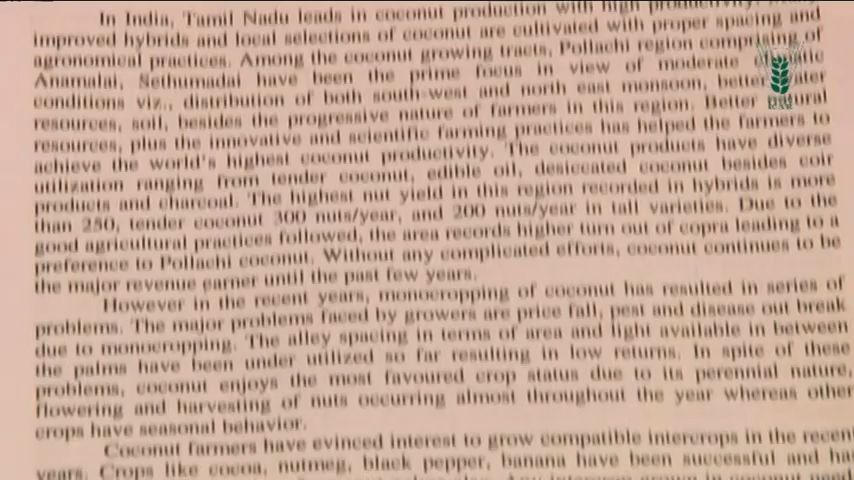 In India, Tamil Nadu leads in coconut production with high productivity.
improved hybrids and local selections of coconut are cultivated with proper spacing and
agronomical practices. Among the coconut growing tracts, Pollachi region comprising of
Anamalai, Sethumadai have been the prime focus in view of moderate
conditions viz., distribution of both south-west and north east monsoon, better
resources, soil, besides the progressive nature of farmers in this region. Better
resources, plus the innovative and scientific farming practices has helped the farmers to
achieve the world's highest coconut productivity. The coconut products have diverse
utilization ranging from tender coconut, edible oil, desiccated coconut besides coir
products and charcoal. The highest nut yield in this region recorded in hybrids is more
than 250, tender coconut 300 nuts/year, and 200 nuts/year in tall varieties. Due to the
good agricultural practices followed, the area records higher turn out of copra leading to a
preference to Pollachi coconut. Without any complicated efforts, coconut continues to be
the major revenue earner until the past few years.
However in the recent years, monocropping of coconut has resulted in series of
problems. The major problems faced by growers are price fall, pest and disease out break
due to monocropping. The alley spacing in terms of area and light available in between
the palms have been under utilized so far resulting in low returns. In spite of these
problems, coconut enjoys the most favoured crop status due to its perennial nature,
flowering and harvesting of nuts occurring almost throughout the year whereas other
crops have seasonal behavior.
Coconut farmers have evinced interest to grow compatible intercrops in the recent
years. Crops like cocoa, nutmeg, black pepper, banana have been successful and